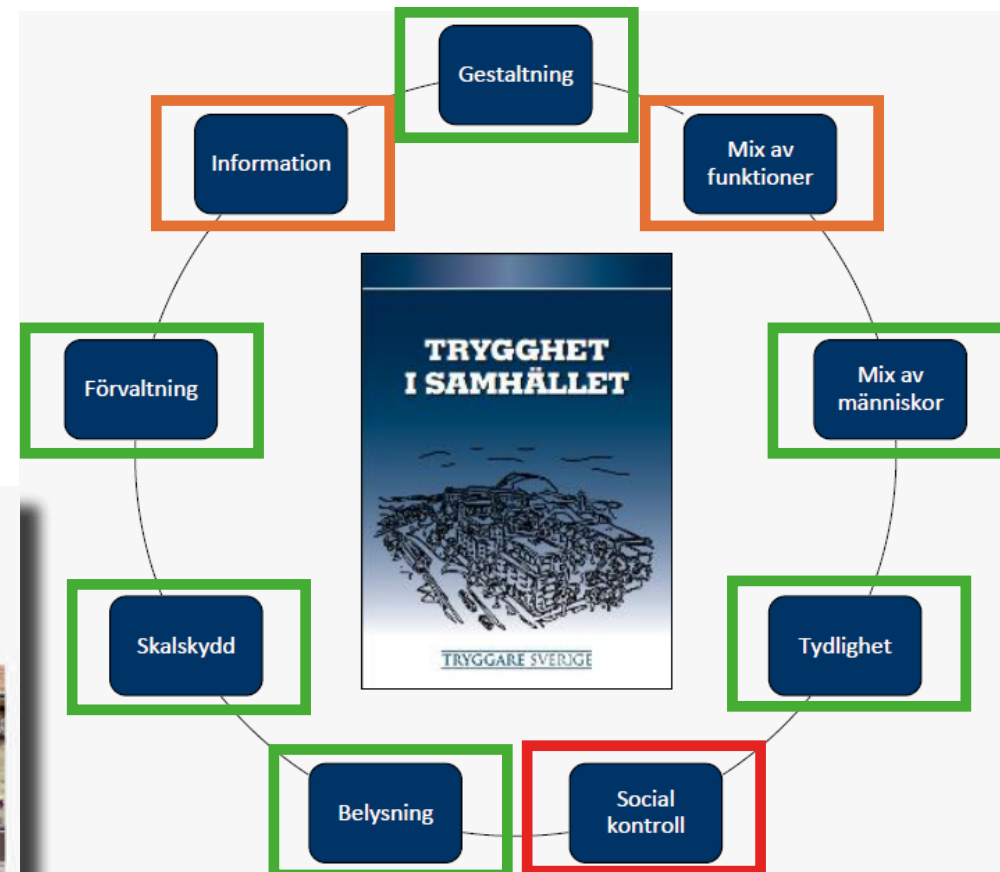 Gestaltning
Information
Mix av
funktioner
TRYGGHET
I SAMHÄLLET
Förvaltning
Mix av
människor
Skalskydd
Tydlighet
TRYGGARE SVERIGE
Belysning
Social
kontroll